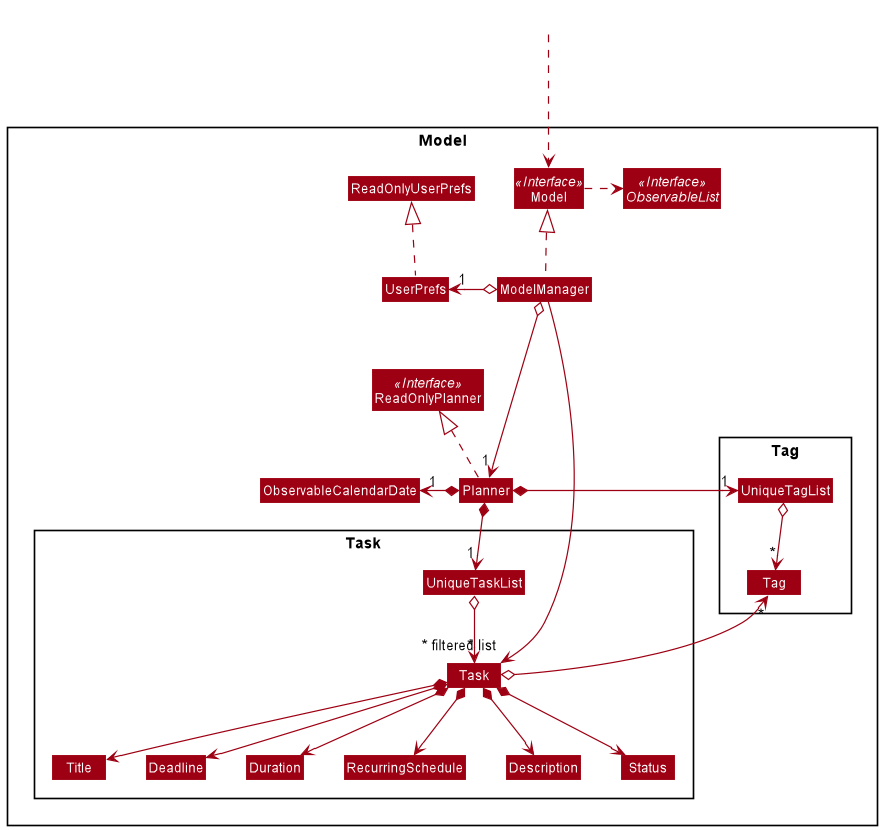 Model
«Interface»
Model
«Interface»
ObservableList
ReadOnlyUserPrefs
UserPrefs
1
ModelManager
«Interface»
ReadOnlyPlanner
1
ObservableCalendarDate
1
Planner
1
Tag
UniqueTagList
*
Tag
*
Task
1
UniqueTaskList
*
* filtered list
Task
Title
Deadline
Duration
RecurringSchedule
Description
Status